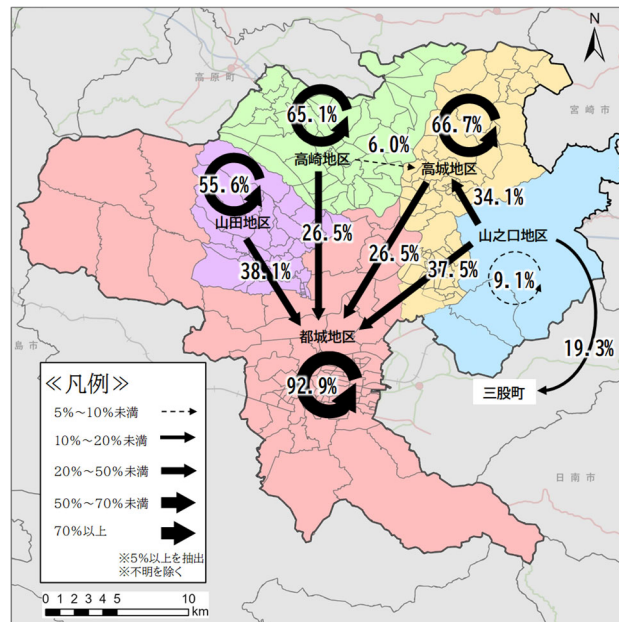 N
高原町
宮崎市
65.1%
66.7%
6.0%
高崎地区
高城地区
55.6%
34.1%
山田地区
山之口地区
26.5%
26.5%
38.1%
37.5%
9.1%
都城地区
19.3%
島市
92.9%
三股町
≪凡例≫
5%~10%未満
10%~20%未満
20%~50%未満
50%~70%未満
70%以上
※5%以上を抽出
※不明を除く
日南市
0 1 2 3 4 5 10
km